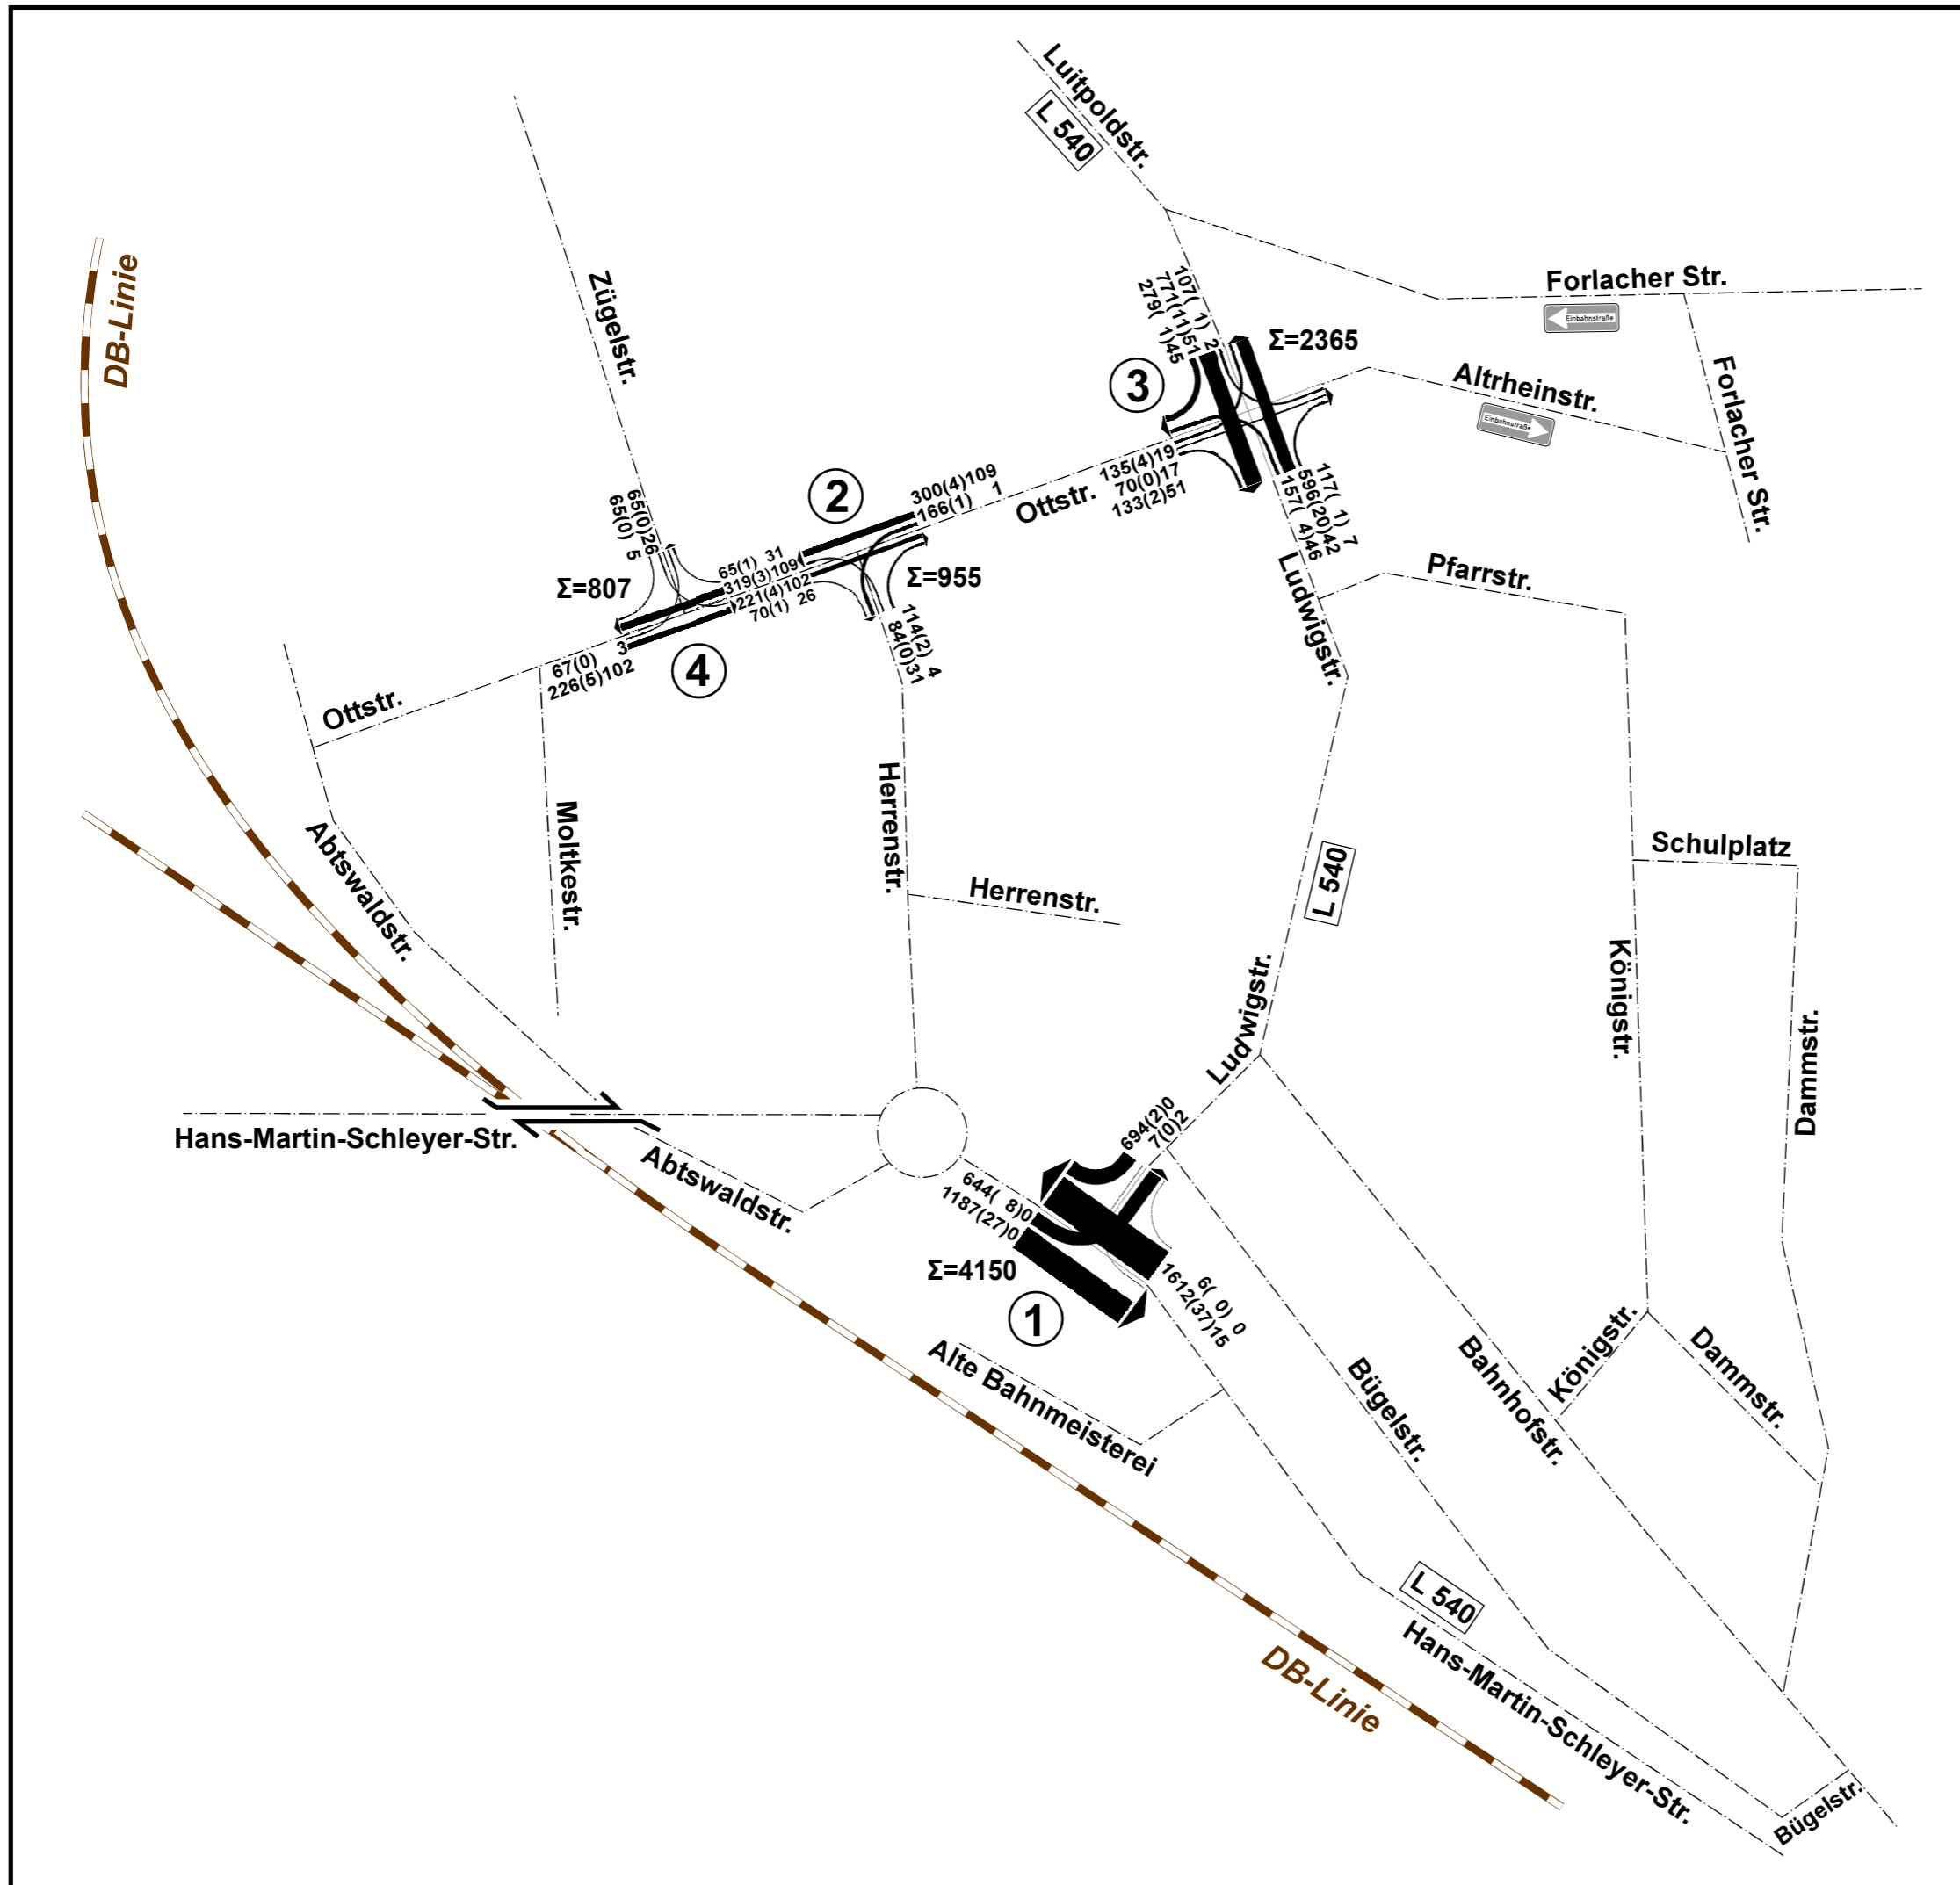 Luitpoldstr.
L 540
DB-Linie
Zügelstr.
Forlacher Str.
Einbahnstraße
107( 1) 2
771(11)51
279( 1)45
Σ=2365
3
Altrheinstr.
Einbahnstraße
Forlacher Str.
135(4)19
70(0)17
133(2)51
117( 1) 7
596(20)42
157( 4)46
Ottstr.
2
300(4)109
166(1) 1
65(0)26
65(0) 5
65(1) 31
319(3)109
221(4)102
70(1) 26
Σ=807
Σ=955
114(2) 4
84(0)31
4
67(0) 3
226(5)102
Ottstr.
Ludwigstr.
Pfarrstr.
Abtswaldstr.
Moltkestr.
Herrenstr.
Herrenstr.
L 540
Schulplatz
Königstr.
Ludwigstr.
Dammstr.
Hans-Martin-Schleyer-Str.
Abtswaldstr.
694(2)0
7(0)2
644( 8)0
1187(27)0
Σ=4150
1
6( 0) 0
1612(37)15
Alte Bahnmeisterei
Bügelstr.
Bahnhofstr.
Königstr.
Dammstr.
L 540
Hans-Martin-Schleyer-Str.
DB-Linie
Bügelstr.